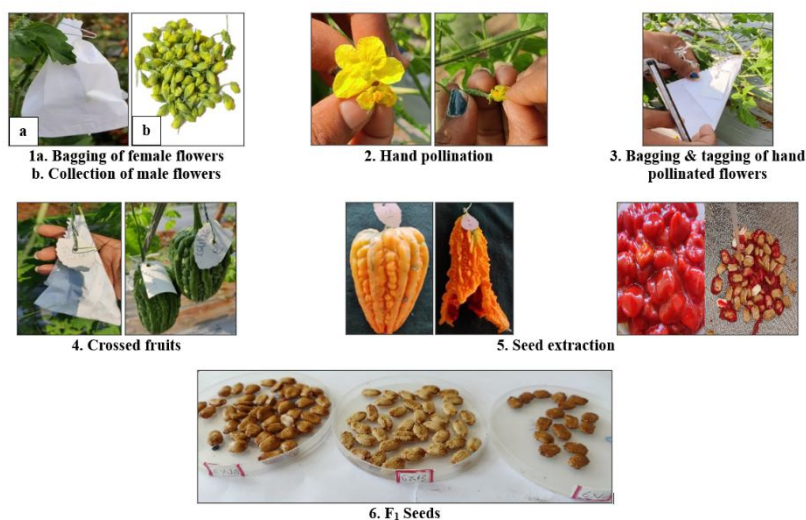 a
b
1a. Bagging of female flowers
b. Collection of male flowers
2. Hand pollination
3. Bagging & tagging of hand
pollinated flowers
4. Crossed fruits
5. Seed extraction
6. F₁ Seeds